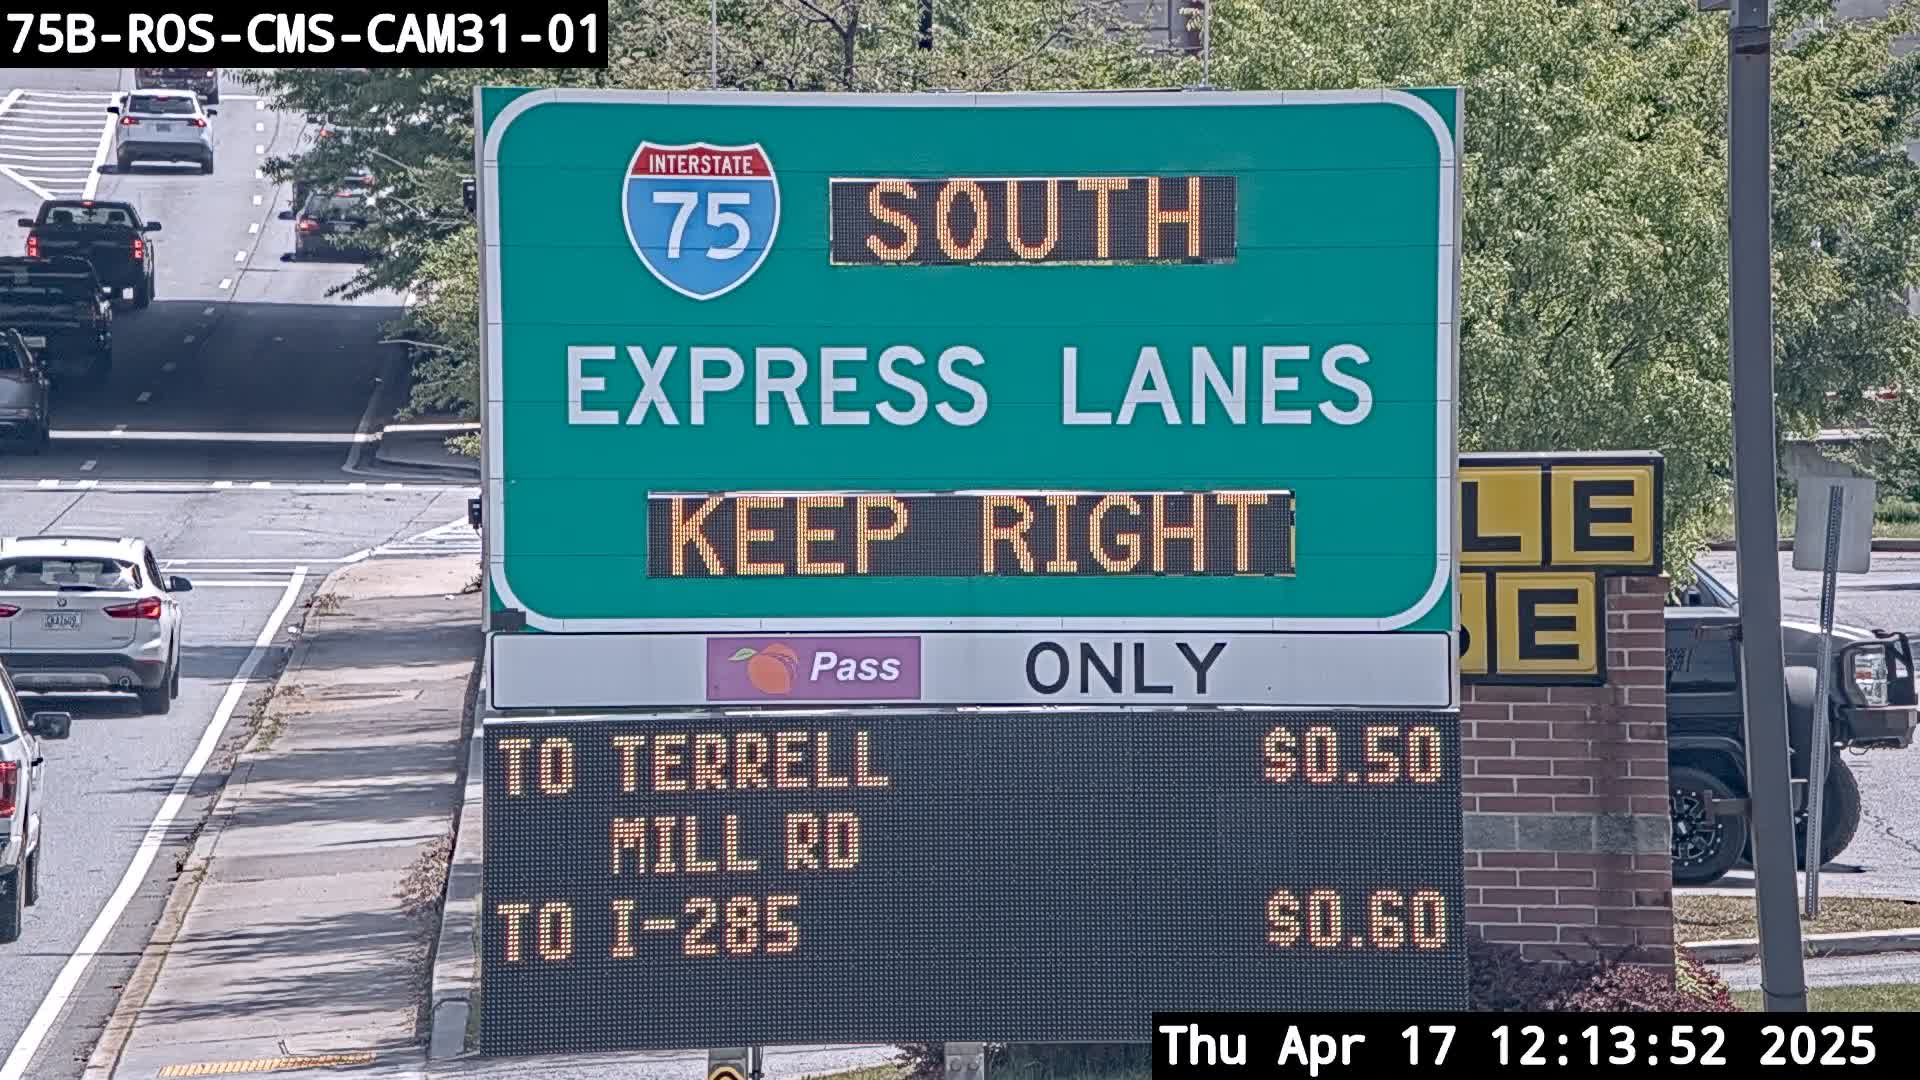 75B-ROS-CMS-CAM31-01
INTERSTATE
75
SOUTH
EXPRESS LANES
KEEP RIGHT
Pass ONLY
TO TERRELL $0.50
MILL RD
TO I-285 $0.60
LE
E
Thu Apr 17 12:13:52 2025